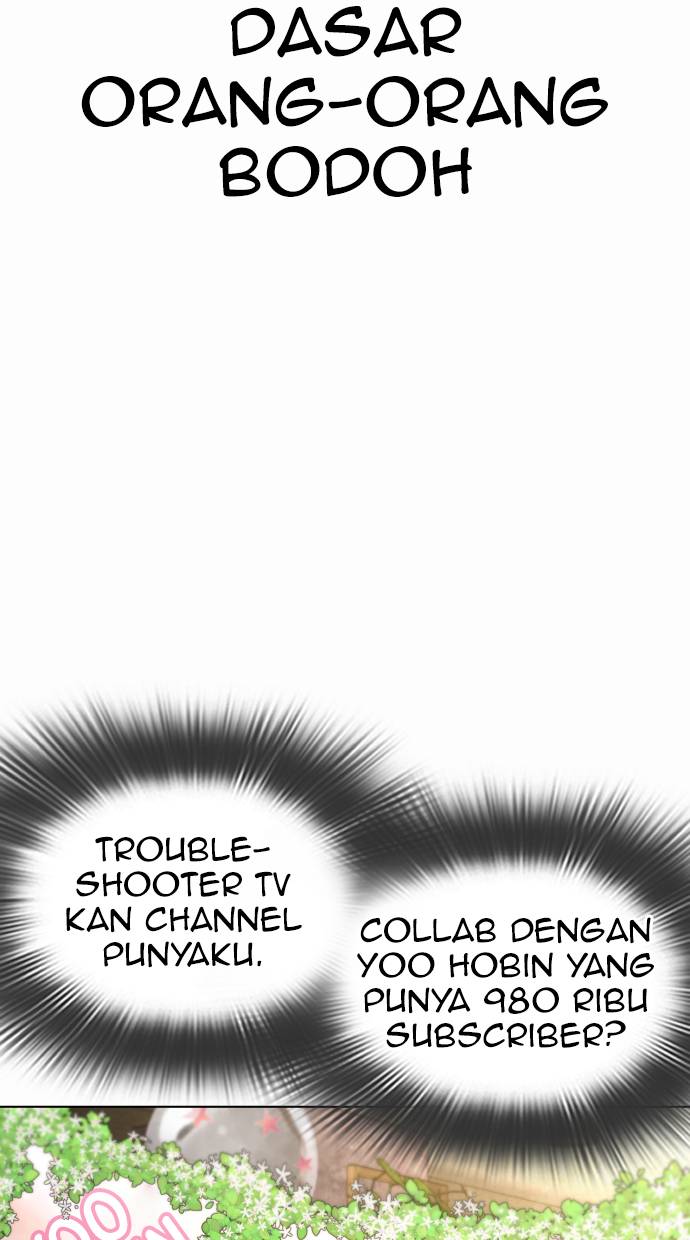 DASAR
ORANG-ORANG
BODOH
TROUBLE-
SHOOTER TV
KAN CHANNEL
PUNYAKU.
COLLAB DENGAN
YOO HOBIN YANG
PUNYA 980 RIBU
SUBSCRIBER?